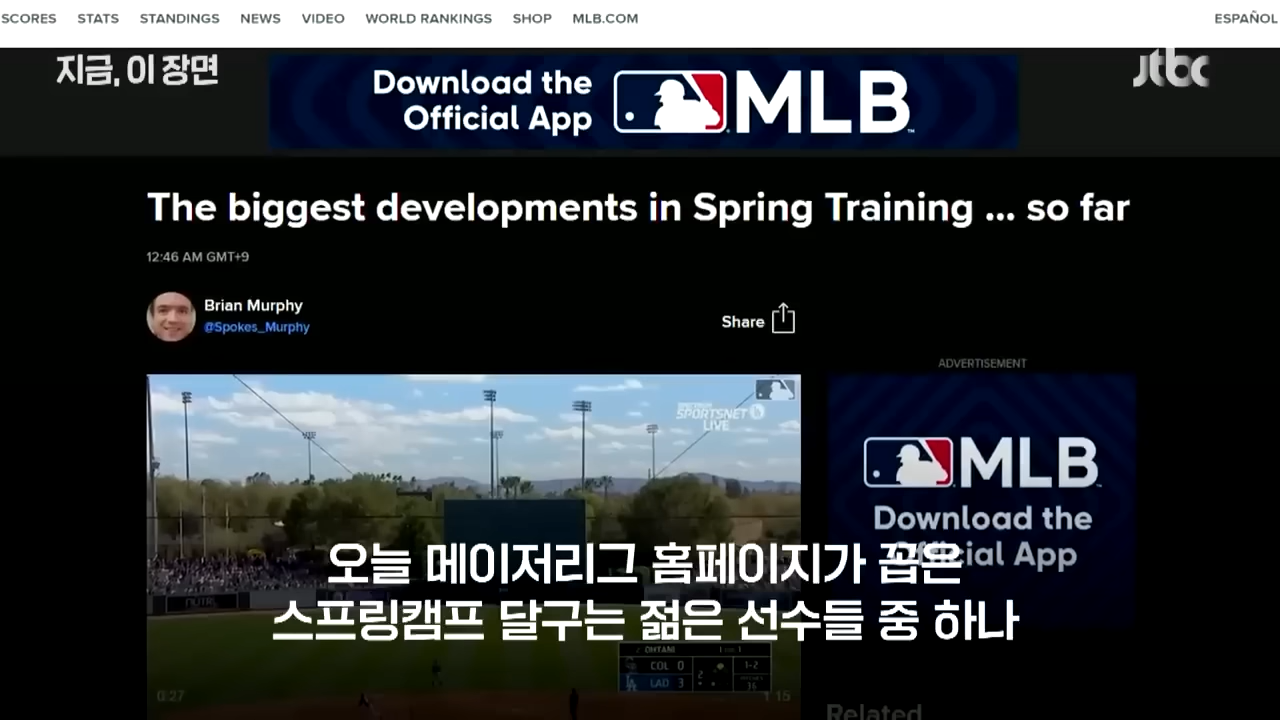 SCORES STATS STANDINGS NEWS VIDEO WORLD RANKINGS SHOP MLB.COM ESPAÑOL
지금, 이 장면
jtbc
Download the
Official App
MLB
The biggest developments in Spring Training ... so far
12:46 AM GMT+9
Brian Murphy
@Spokes_Murphy
Share
ADVERTISEMENT
SPORTSNET
LIVE
MLB
Download the
Official App
오늘 메이저리그 홈페이지가 꼽은
스프링캠프 달구는 젊은 선수들 중 하나
OHTANI
COL 0
LAD 3
2
1-2
0:27
1:15
Related